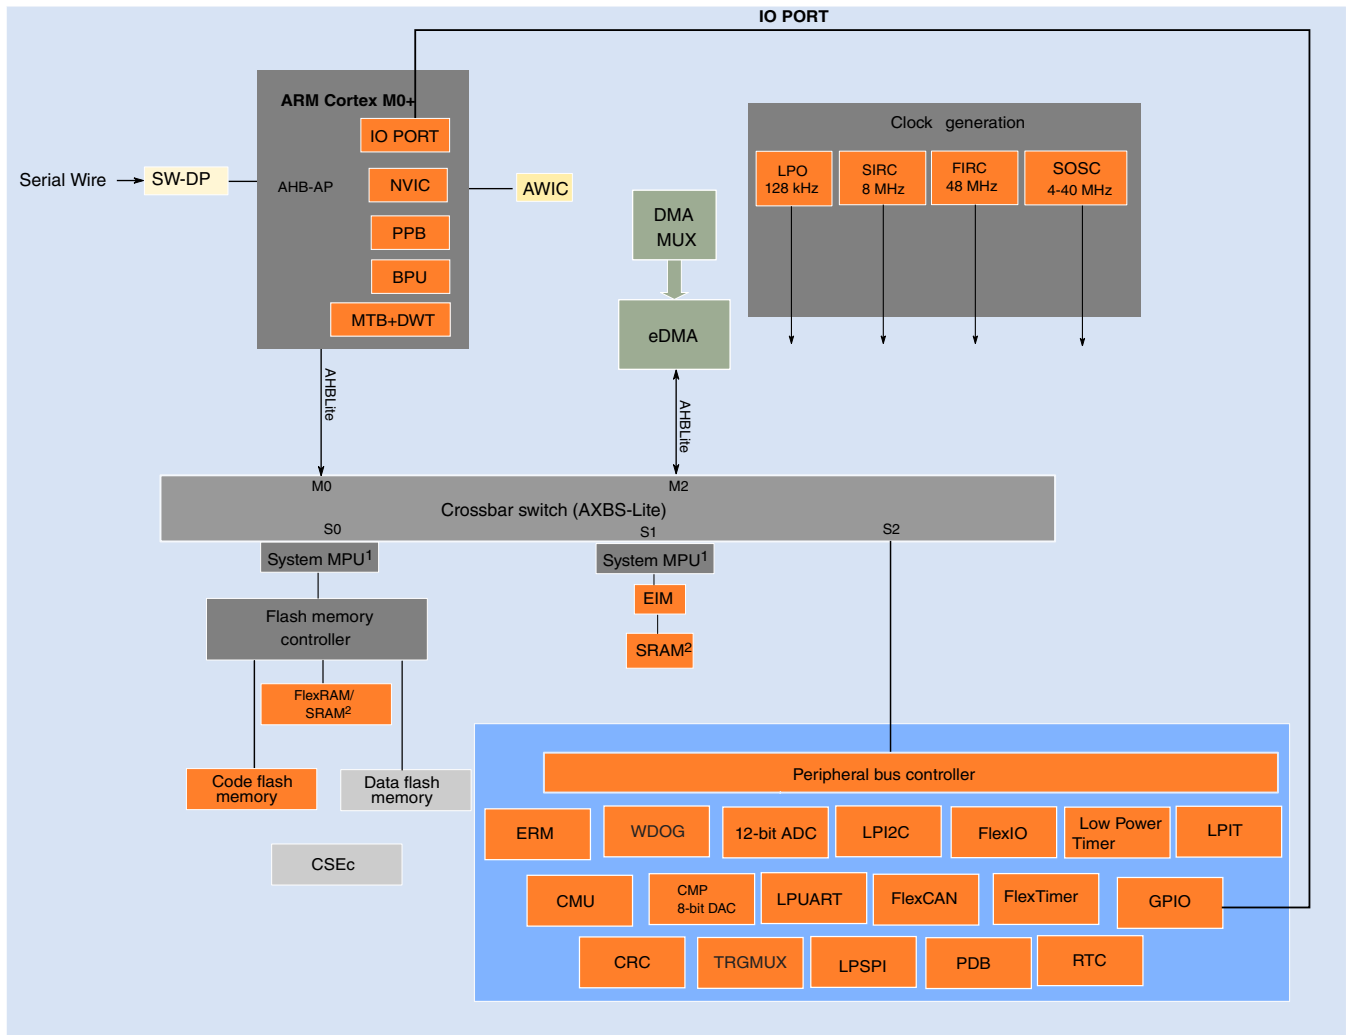 IO PORT
ARM Cortex M0+
IO PORT
Serial Wire
SW-DP
AHB-AP
NVIC
AWIC
PPB
BPU
MTB+DWT
DMA
MUX
eDMA
Clock generation
LPO
128 kHz
SIRC
8 MHz
FIRC
48 MHz
SOSC
4-40 MHz
AHBLite
AHBLite
M0
M2
Crossbar switch (AXBS-Lite)
S0
S1
S2
System MPU1
System MPU1
EIM
SRAM2
Flash memory
controller
FlexRAM/
SRAM2
Code flash
memory
Data flash
memory
CSEc
Peripheral bus controller
ERM
WDOG
12-bit ADC
LPI2C
FlexIO
Low Power
Timer
LPIT
CMU
CMP
8-bit DAC
LPUART
FlexCAN
FlexTimer
GPIO
CRC
TRGMUX
LPSPI
PDB
RTC